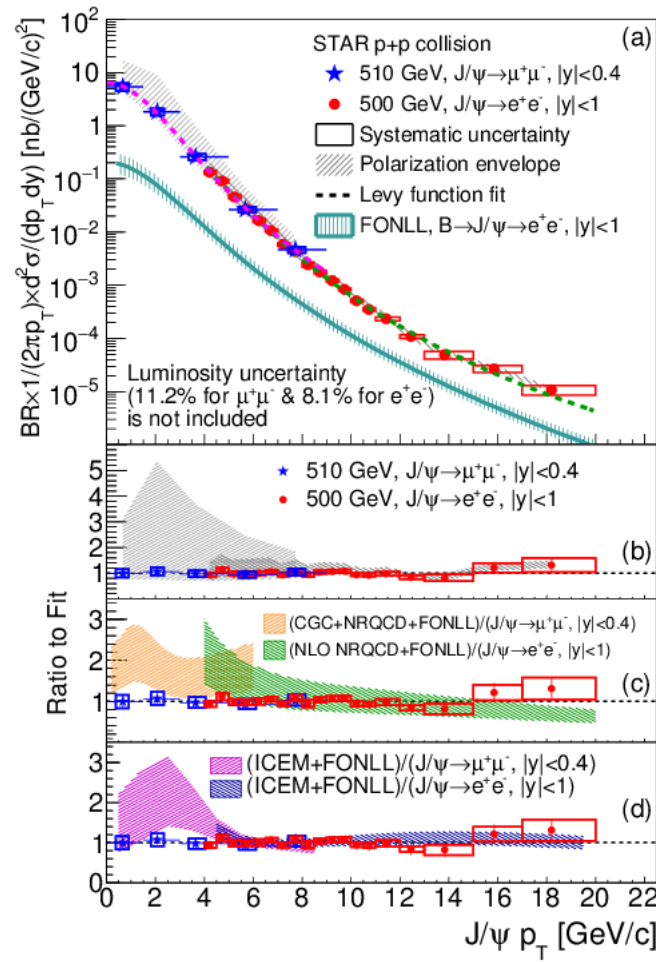 STAR p+p collision (a)
510 GeV, J/ψ→μ⁺μ⁻, |y|<0.4
500 GeV, J/ψ→e⁺e⁻, |y|<1
Systematic uncertainty
Polarization envelope
Levy function fit
FONLL, B→J/ψ→e⁺e⁻, |y|<1
BR×1/(2πp_T)×d²σ/(dp_Tdy) [nb/(GeV/c)²]
10²
10
1
10⁻¹
10⁻²
10⁻³
10⁻⁴
10⁻⁵
Luminosity uncertainty
(11.2% for μ⁺μ⁻ & 8.1% for e⁺e⁻)
is not included
510 GeV, J/ψ→μ⁺μ⁻, |y|<0.4
500 GeV, J/ψ→e⁺e⁻, |y|<1
(b)
5
4
3
2
1
Ratio to Fit
(CGC+NRQCD+FONLL)/(J/ψ→μ⁺μ⁻, |y|<0.4)
(NLO NRQCD+FONLL)/(J/ψ→e⁺e⁻, |y|<1)
(c)
3
2
1
(ICEM+FONLL)/(J/ψ→μ⁺μ⁻, |y|<0.4)
(ICEM+FONLL)/(J/ψ→e⁺e⁻, |y|<1)
(d)
3
2
1
0
0 2 4 6 8 10 12 14 16 18 20 22
J/ψ p_T [GeV/c]